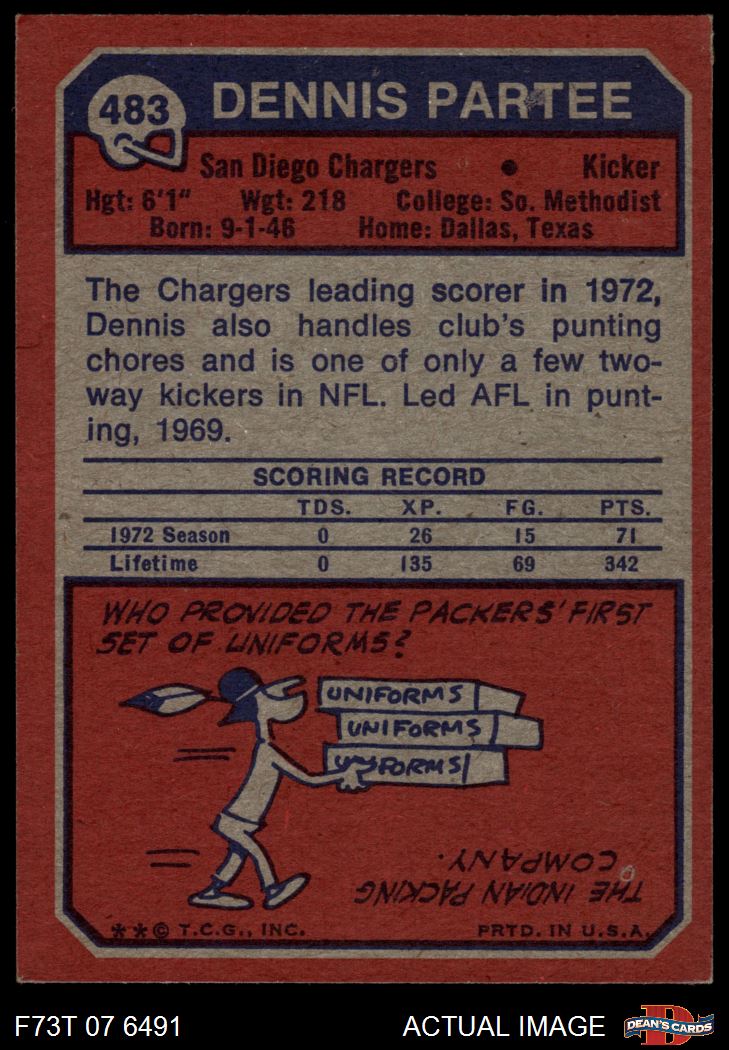 483
DENNIS PARTEE
San Diego Chargers • Kicker
Hgt: 6'1" Wgt: 218 College: So. Methodist
Born: 9-1-46 Home: Dallas, Texas
The Chargers leading scorer in 1972,
Dennis also handles club's punting
chores and is one of only a few two-
way kickers in NFL. Led AFL in punt-
ing, 1969.
SCORING RECORD
TDS. XP. FG. PTS.
1972 Season 0 26 15 71
Lifetime 0 135 69 342
WHO PROVIDED THE PACKERS' FIRST
SET OF UNIFORMS?
UNIFORMS
UNIFORMS
UNIFORMS
THE INDIAN PACKING
COMPANY.
**© T.C.G., INC. PRTD. IN U.S.A.
F73T 07 6491 ACTUAL IMAGE
D
DEAN'S CARDS